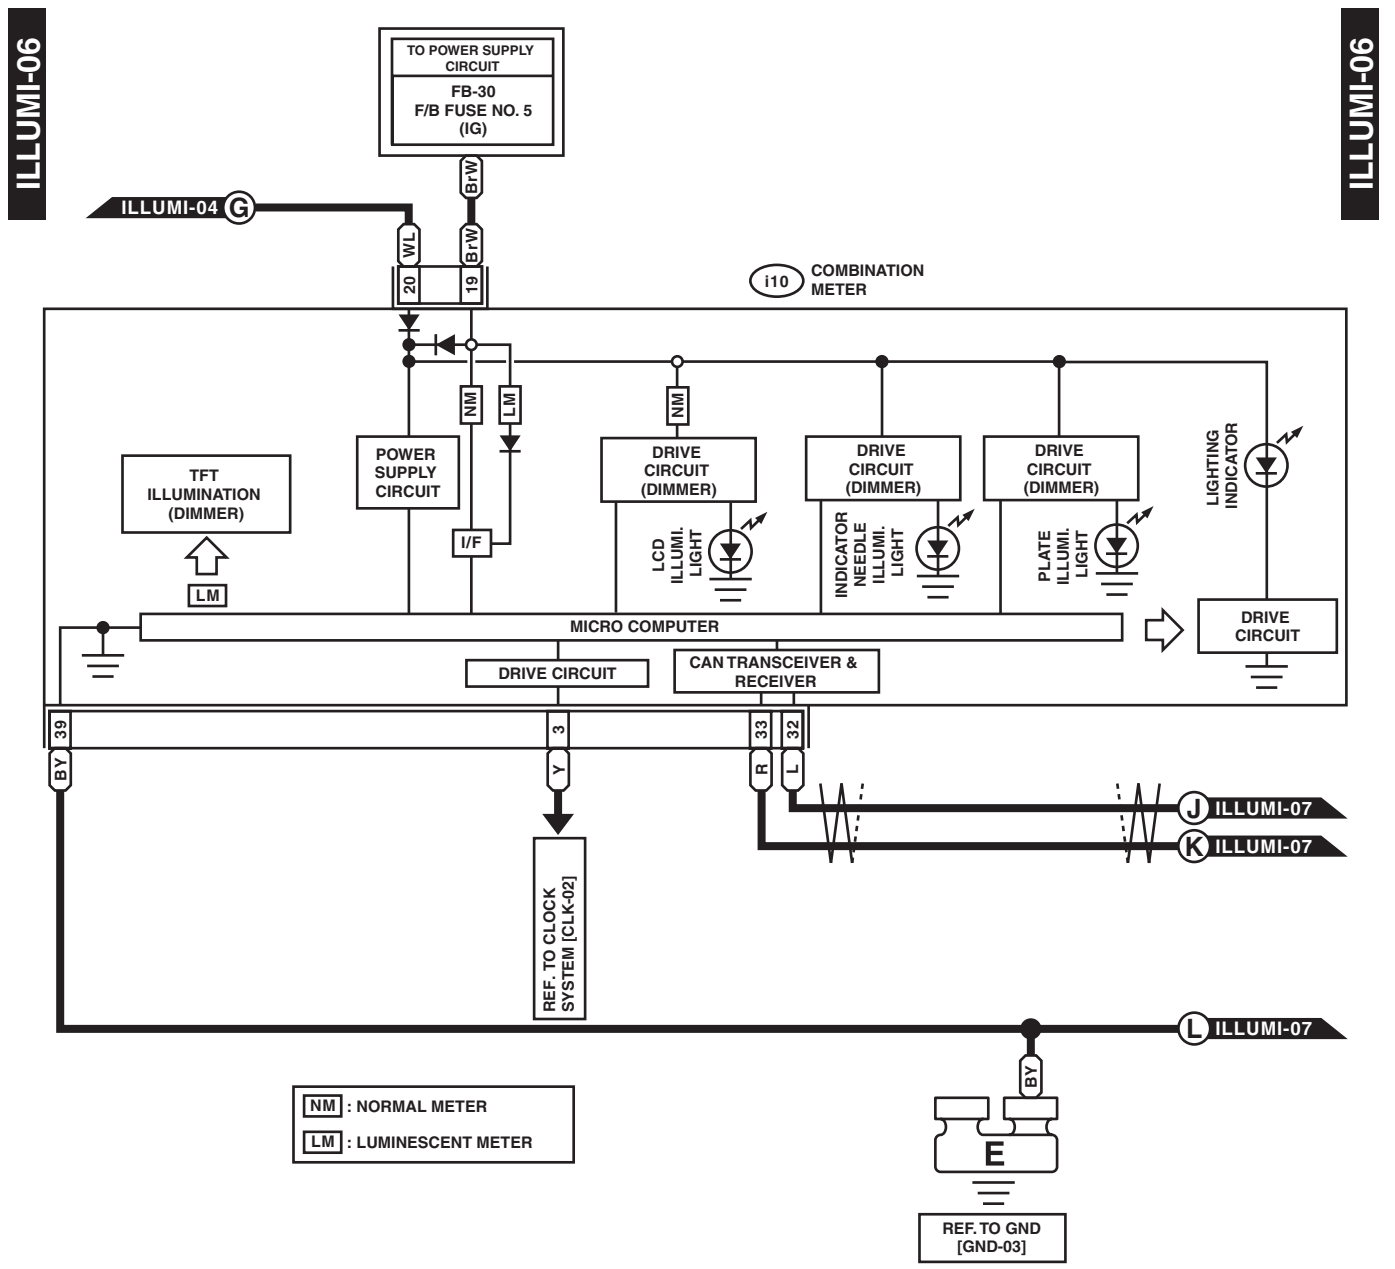 ILLUMI-06
ILLUMI-06
TO POWER SUPPLY
CIRCUIT
FB-30
F/B FUSE NO. 5
(IG)
BrW
ILLUMI-04
G
WL
BrW
20
19
i10
COMBINATION
METER
NM
LM
NM
POWER
SUPPLY
CIRCUIT
DRIVE
CIRCUIT
(DIMMER)
DRIVE
CIRCUIT
(DIMMER)
DRIVE
CIRCUIT
(DIMMER)
LIGHTING
INDICATOR
TFT
ILLUMINATION
(DIMMER)
LM
I/F
LCD
ILLUMI.
LIGHT
INDICATOR
NEEDLE
ILLUMI.
LIGHT
PLATE
ILLUMI.
LIGHT
MICRO COMPUTER
DRIVE
CIRCUIT
DRIVE CIRCUIT
CAN TRANSCEIVER &
RECEIVER
39
3
33
32
BY
Y
R
L
J
ILLUMI-07
K
ILLUMI-07
REF. TO CLOCK
SYSTEM [CLK-02]
L
ILLUMI-07
BY
NM : NORMAL METER
LM : LUMINESCENT METER
E
REF. TO GND
[GND-03]